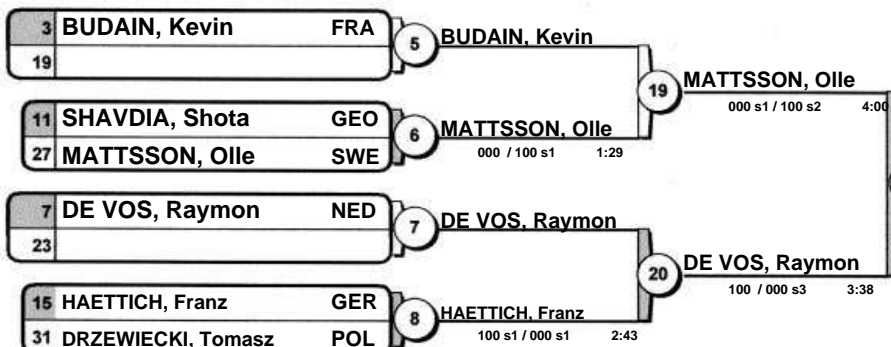 3 BUDAIN, Kevin FRA
19
5 BUDAIN, Kevin
11 SHAVDIA, Shota GEO
27 MATTSSON, Olle SWE
6 MATTSSON, Olle
000 / 100 s1 1:29
19 MATTSSON, Olle
000 s1 / 100 s2 4:00
7 DE VOS, Raymon NED
23
7 DE VOS, Raymon
15 HAETTICH, Franz GER
31 DRZEWIECKI, Tomasz POL
8 HAETTICH, Franz
100 s1 / 000 s1 2:43
20 DE VOS, Raymon
100 / 000 s3 3:38